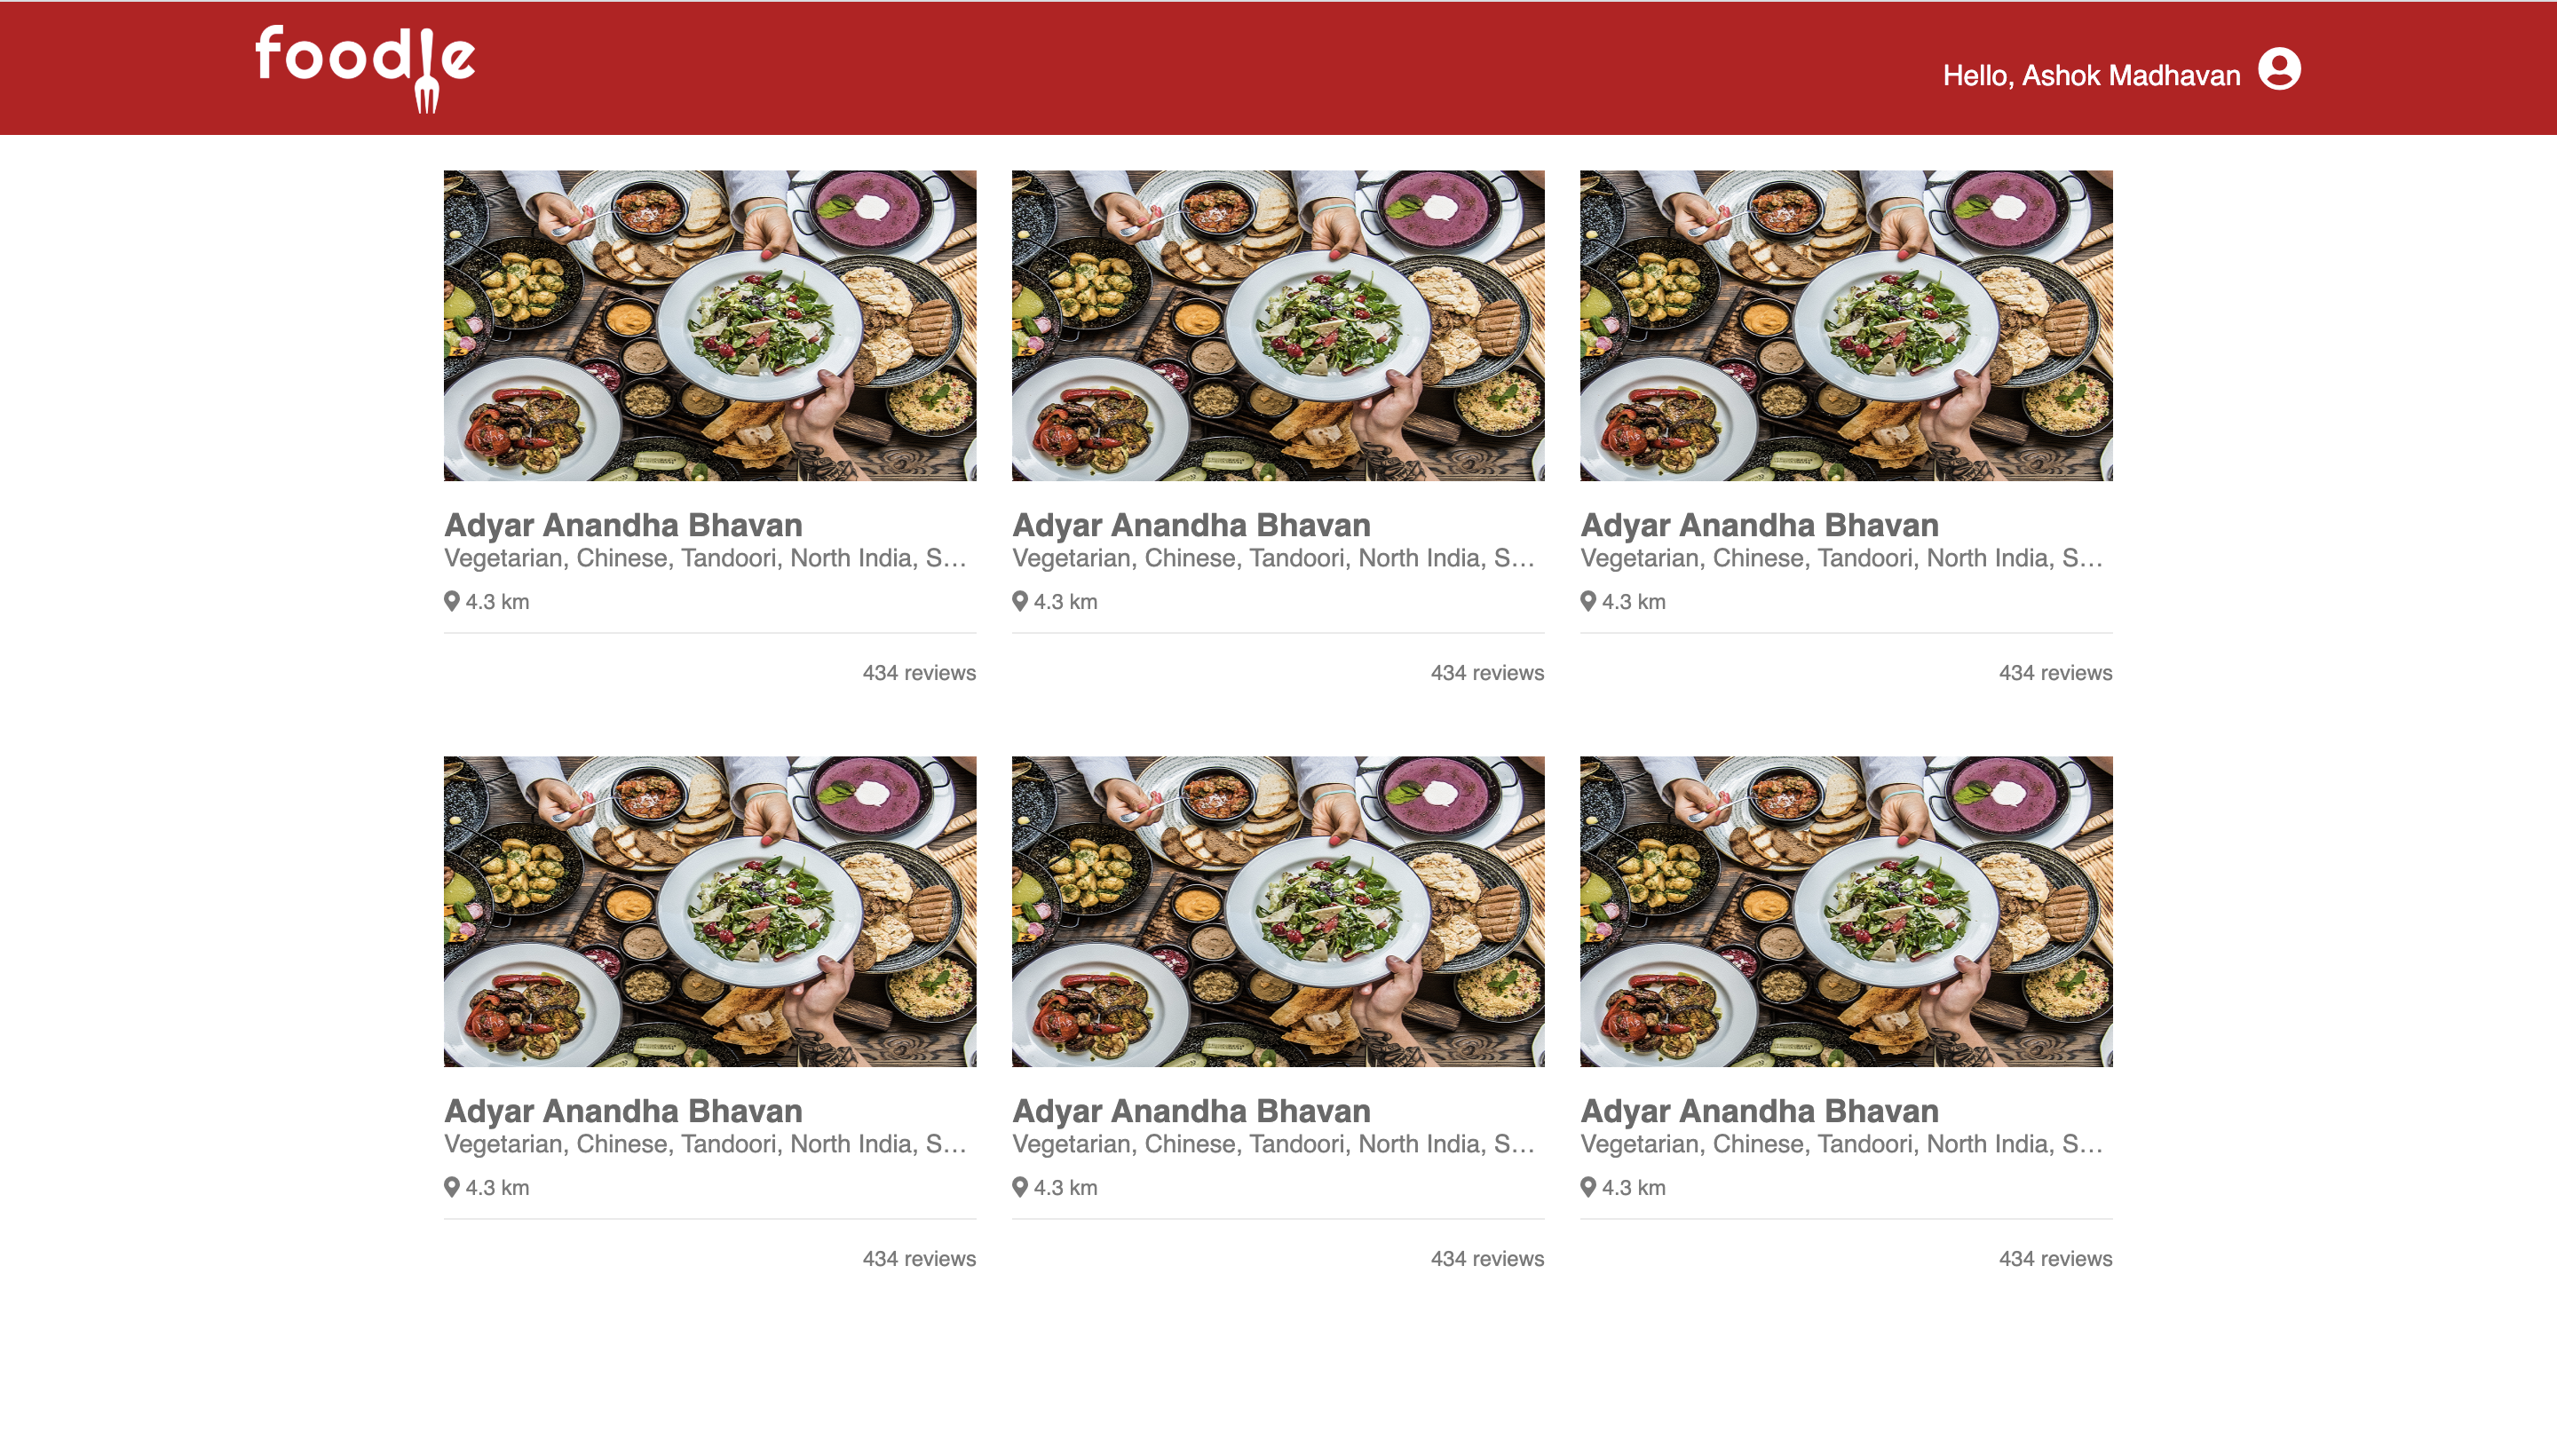 foodle
Hello, Ashok Madhavan
Adyar Anandha Bhavan
Vegetarian, Chinese, Tandoori, North India, S...
4.3 km
434 reviews
Adyar Anandha Bhavan
Vegetarian, Chinese, Tandoori, North India, S...
4.3 km
434 reviews
Adyar Anandha Bhavan
Vegetarian, Chinese, Tandoori, North India, S...
4.3 km
434 reviews
Adyar Anandha Bhavan
Vegetarian, Chinese, Tandoori, North India, S...
4.3 km
434 reviews
Adyar Anandha Bhavan
Vegetarian, Chinese, Tandoori, North India, S...
4.3 km
434 reviews
Adyar Anandha Bhavan
Vegetarian, Chinese, Tandoori, North India, S...
4.3 km
434 reviews